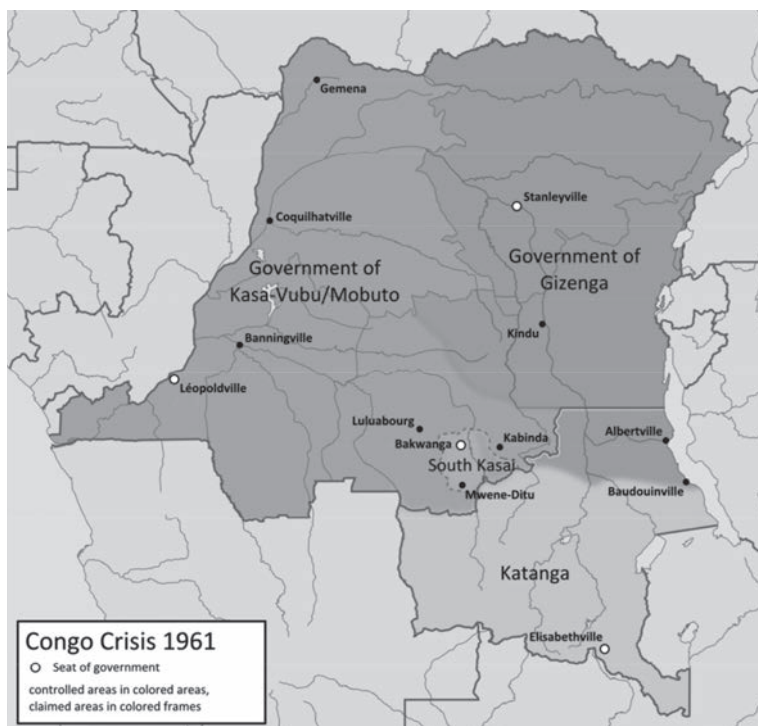 Gemena
Stanleyville
Coquilhatville
Government of
Kasa-Vubu/Mobuto
Government of
Gizenga
Kindu
Banningville
Léopoldville
Luluabourg
Bakwanga
Kabinda
Albertville
South Kasai
Mwene-Ditu
Baudouinville
Katanga
Elisabethville
Congo Crisis 1961
Seat of government
controlled areas in colored areas,
claimed areas in colored frames